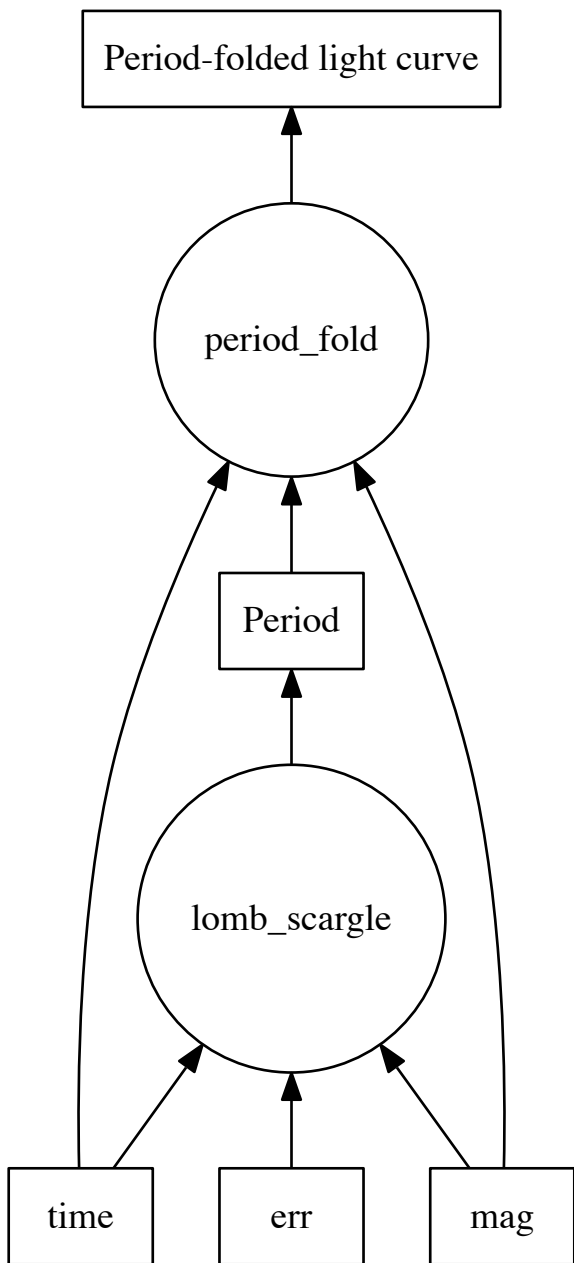 Period-folded light curve
period_fold
Period
lomb_scargle
time
err
mag